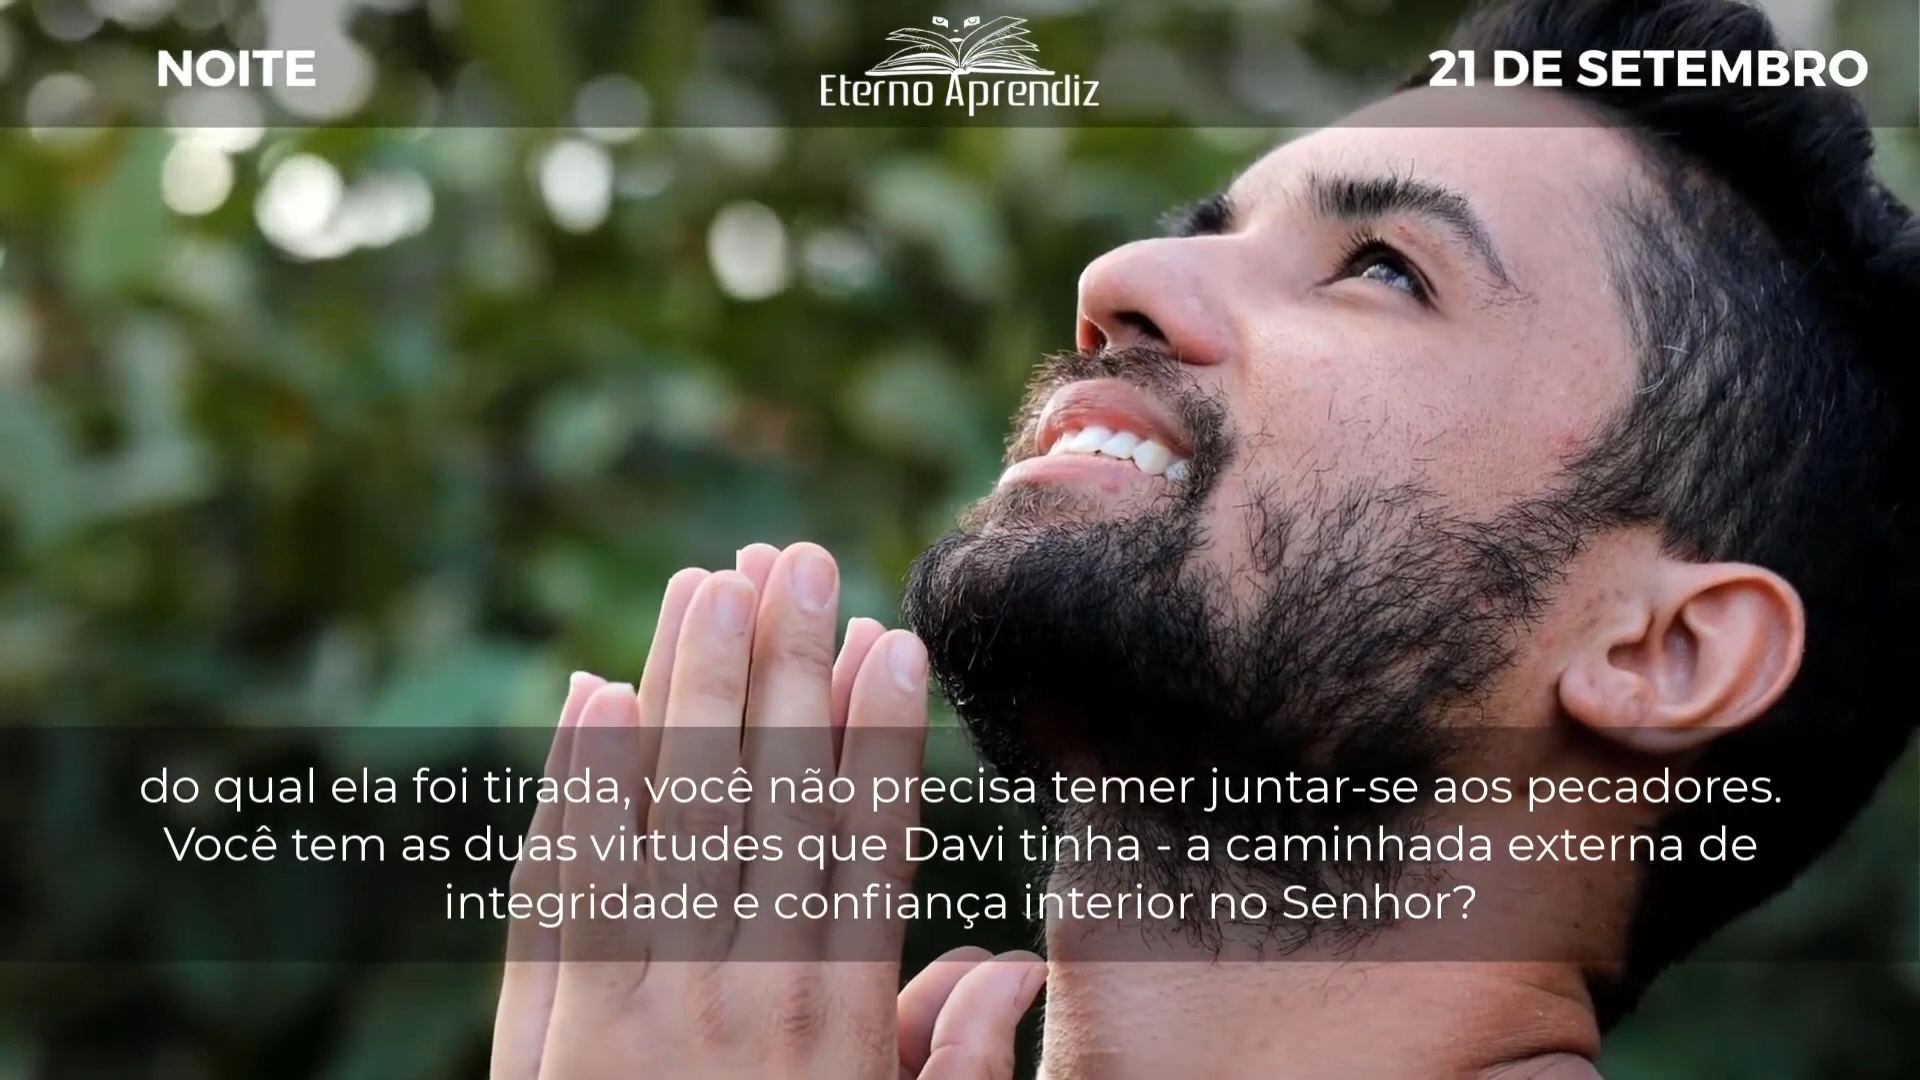 NOITE
Eterno Aprendiz
21 DE SETEMBRO
do qual ela foi tirada, você não precisa temer juntar-se aos pecadores.
Você tem as duas virtudes que Davi tinha - a caminhada externa de
integridade e confiança interior no Senhor?